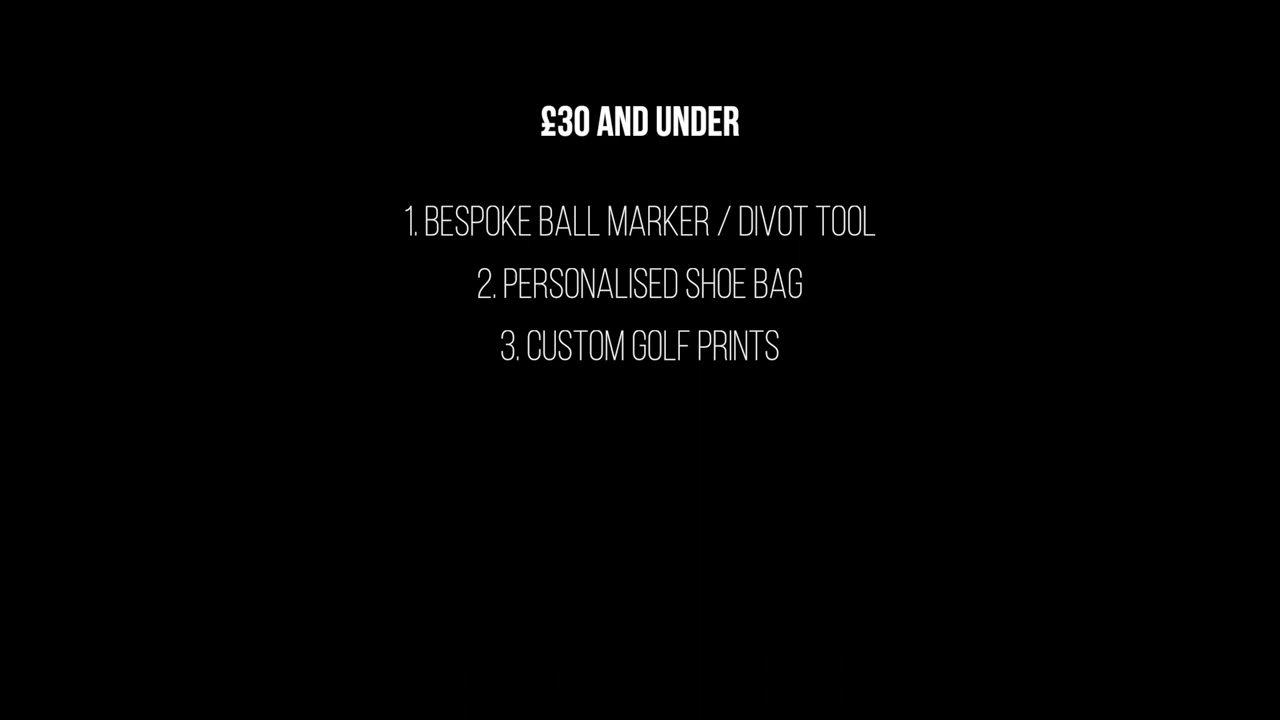 £30 AND UNDER
1. BESPOKE BALL MARKER / DIVOT TOOL
2. PERSONALISED SHOE BAG
3. CUSTOM GOLF PRINTS